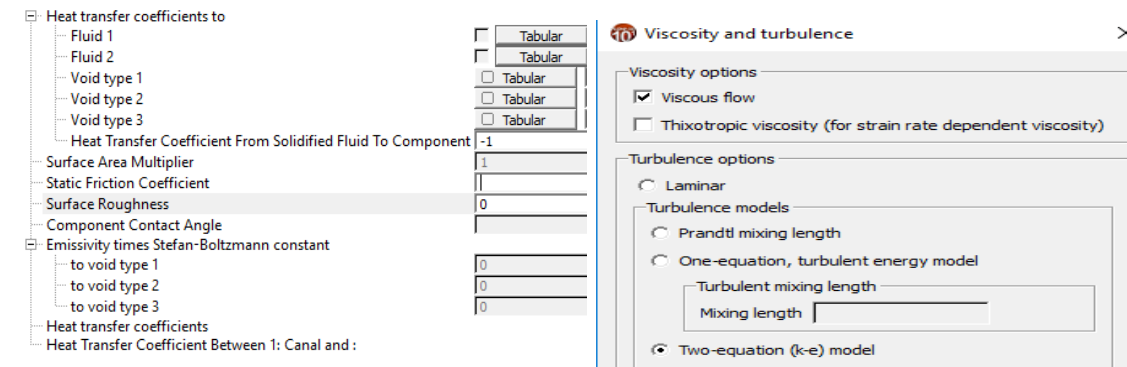 Heat transfer coefficients to
Fluid 1 Tabular
Fluid 2 Tabular
Void type 1 Tabular
Void type 2 Tabular
Void type 3 Tabular
Heat Transfer Coefficient From Solidified Fluid To Component -1
Surface Area Multiplier 1
Static Friction Coefficient
Surface Roughness 0
Component Contact Angle
Emissivity times Stefan-Boltzmann constant
to void type 1 0
to void type 2 0
to void type 3 0
Heat transfer coefficients
Heat Transfer Coefficient Between 1: Canal and :
10 Viscosity and turbulence
Viscosity options
Viscous flow
Thixotropic viscosity (for strain rate dependent viscosity)
Turbulence options
Laminar
Turbulence models
Prandtl mixing length
One-equation, turbulent energy model
Turbulent mixing length
Mixing length
Two-equation (k-e) model